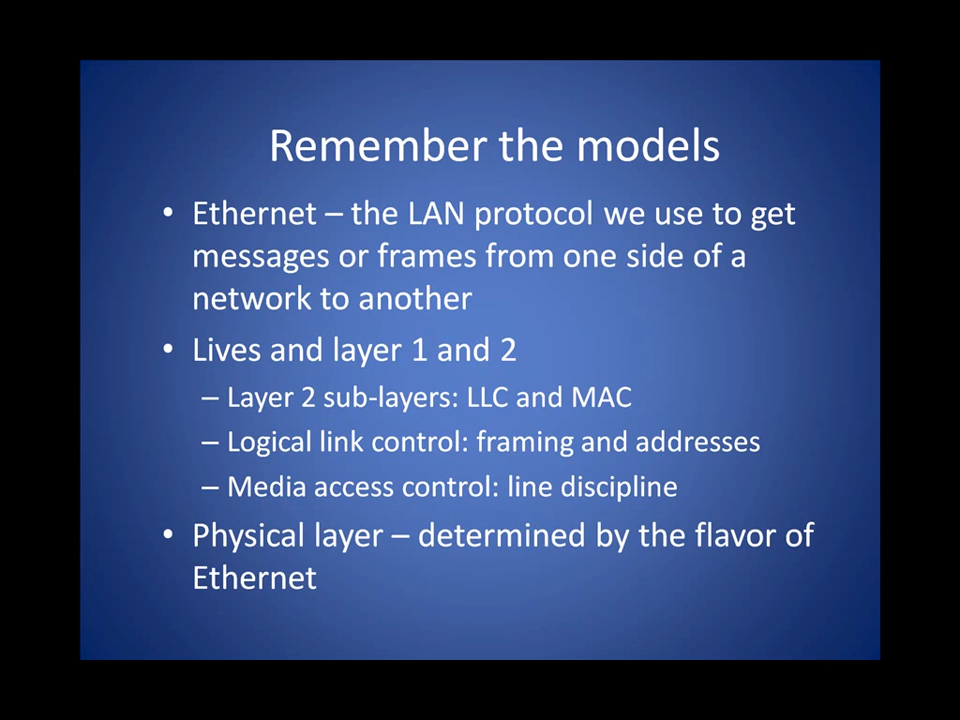 Remember the models
• Ethernet – the LAN protocol we use to get
messages or frames from one side of a
network to another
• Lives and layer 1 and 2
– Layer 2 sub-layers: LLC and MAC
– Logical link control: framing and addresses
– Media access control: line discipline
• Physical layer – determined by the flavor of
Ethernet